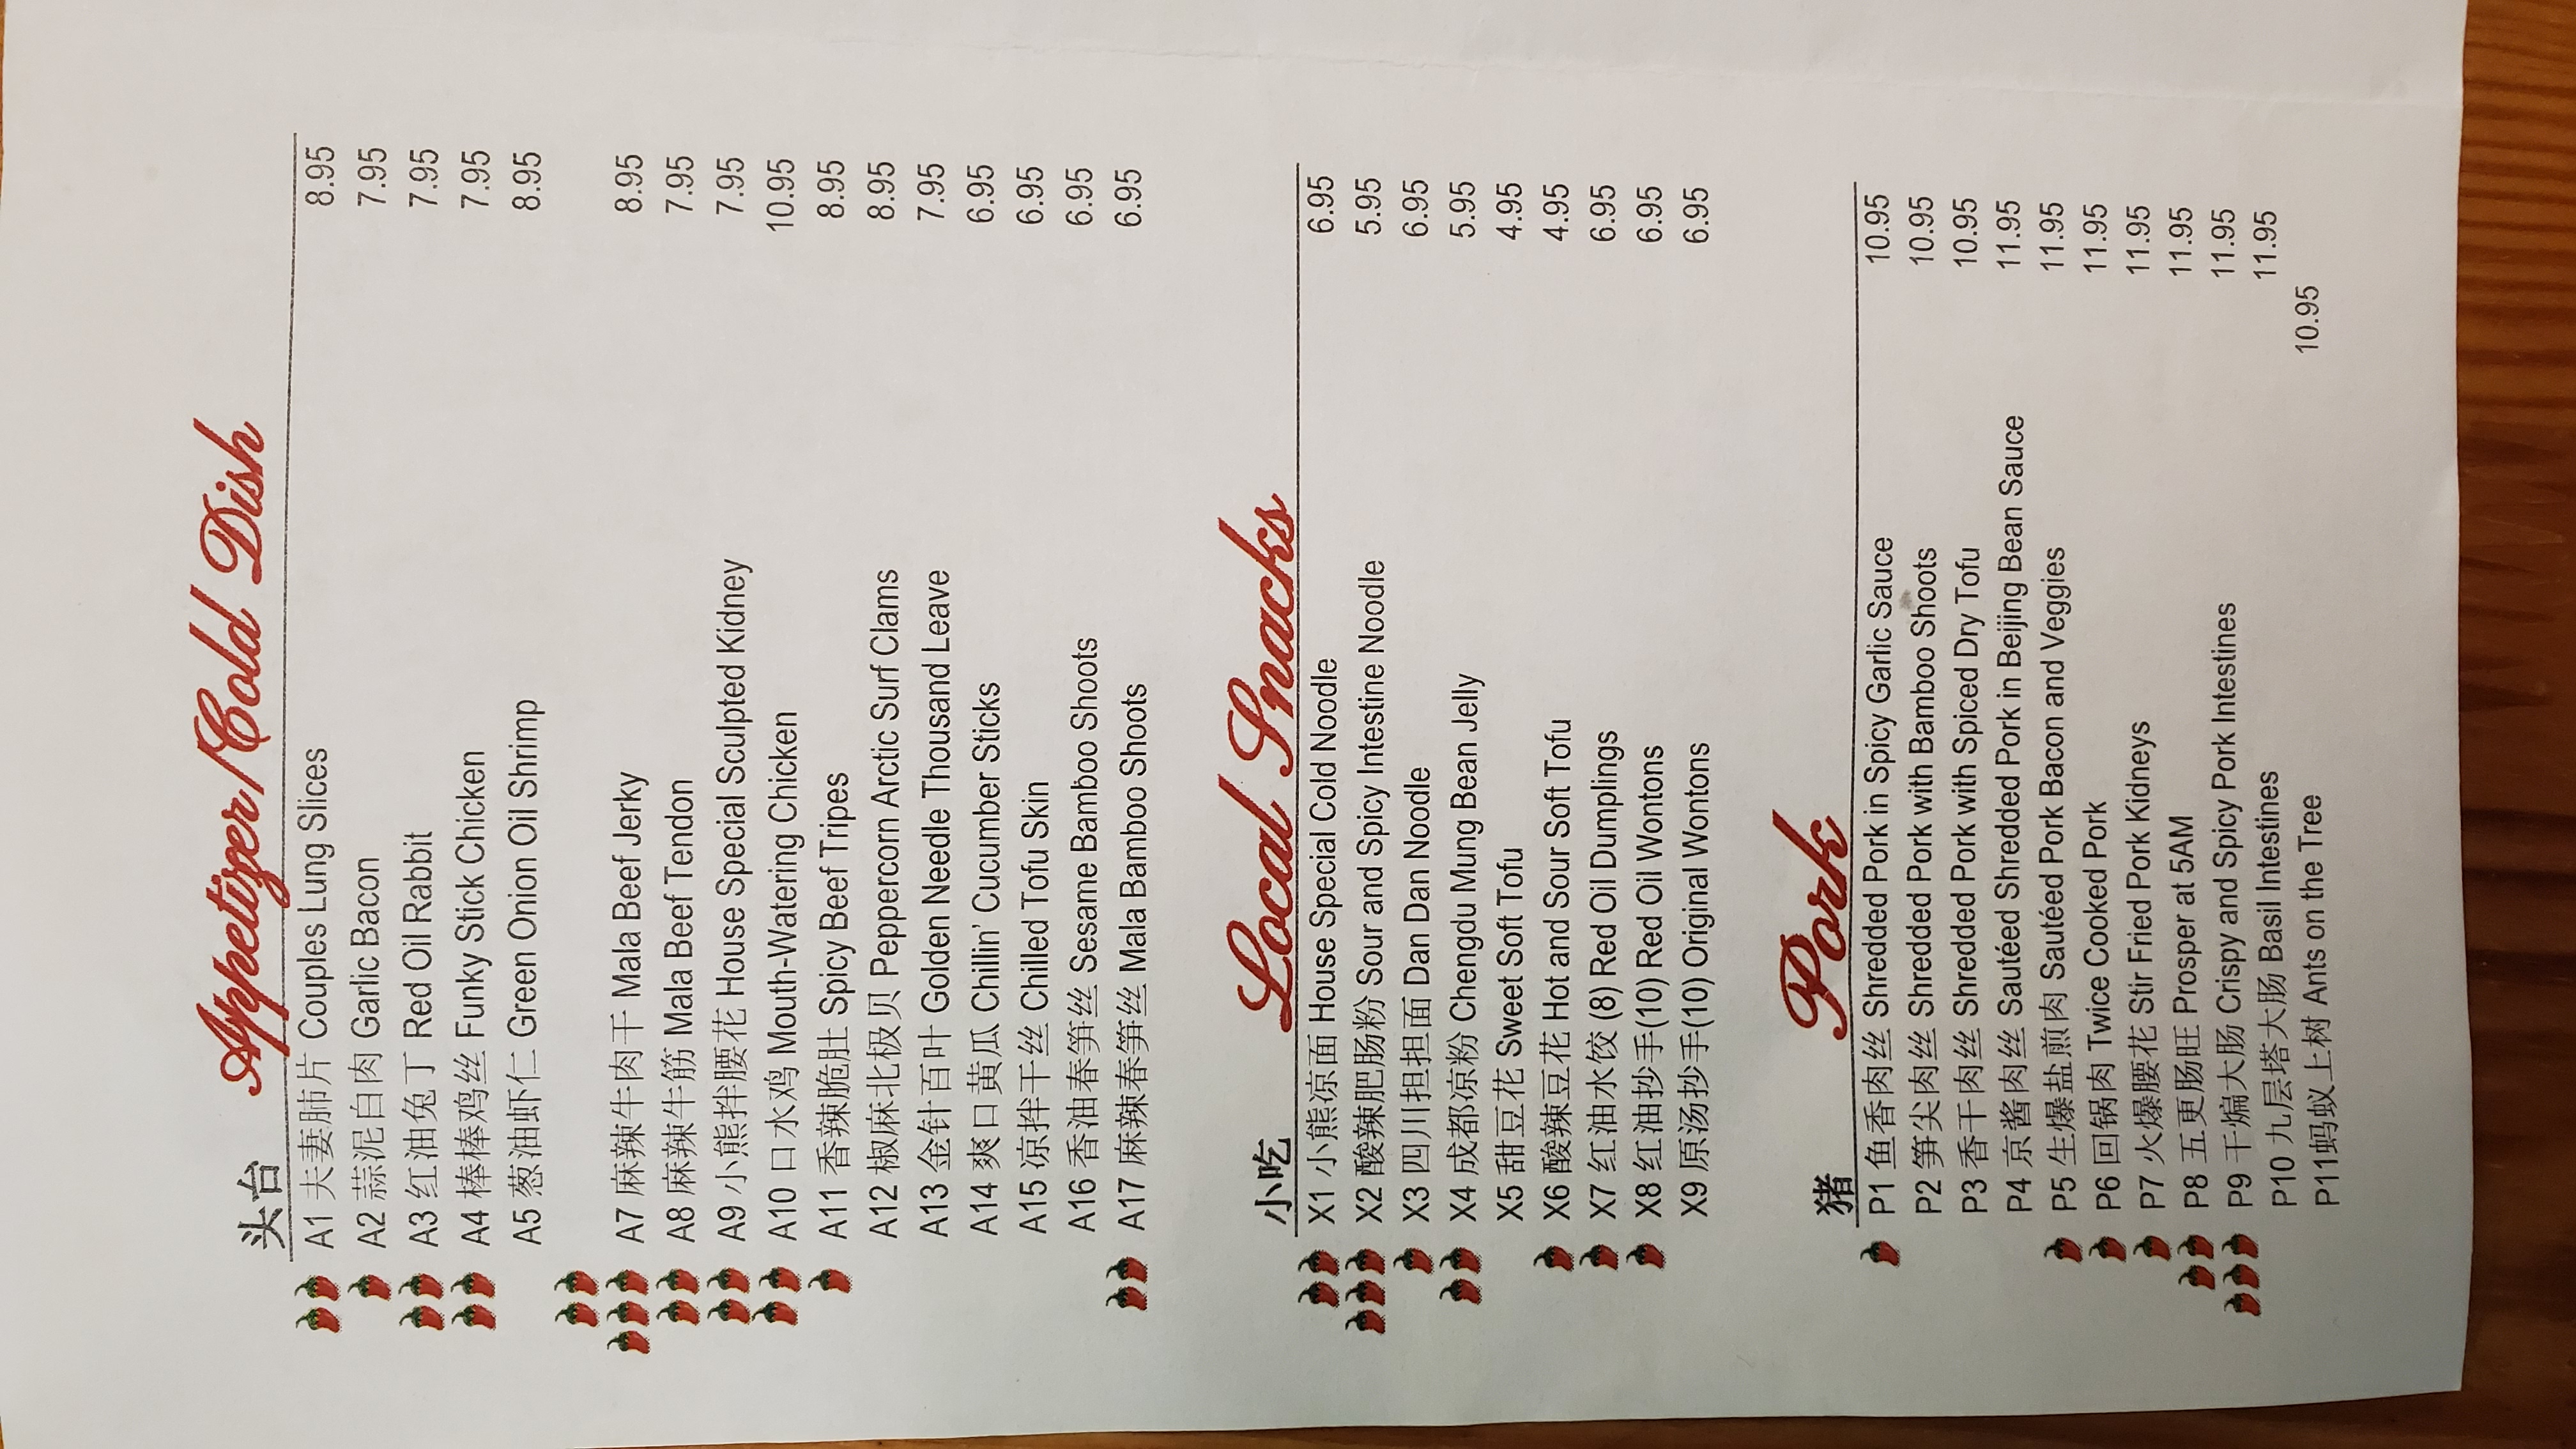 Appetizer/Cold Dish
头台
A1 夫妻肺片 Couples Lung Slices 8.95
A2 蒜泥白肉 Garlic Bacon 7.95
A3 红油兔丁 Red Oil Rabbit 7.95
A4 棒棒鸡丝 Funky Stick Chicken 7.95
A5 葱油虾仁 Green Onion Oil Shrimp 8.95
A7 麻辣牛肉干 Mala Beef Jerky 8.95
A8 麻辣牛筋 Mala Beef Tendon 7.95
A9 小熊拌腰花 House Special Sculpted Kidney 7.95
A10 口水鸡 Mouth-Watering Chicken 10.95
A11 香辣脆肚 Spicy Beef Tripes 8.95
A12 椒麻北极贝 Peppercorn Arctic Surf Clams 8.95
A13 金针百叶 Golden Needle Thousand Leave 7.95
A14 爽口黄瓜 Chillin' Cucumber Sticks 6.95
A15 凉拌干丝 Chilled Tofu Skin 6.95
A16 香油春笋丝 Sesame Bamboo Shoots 6.95
A17 麻辣春笋丝 Mala Bamboo Shoots 6.95
Local Snacks
小吃
X1 小熊凉面 House Special Cold Noodle 6.95
X2 酸辣肥肠粉 Sour and Spicy Intestine Noodle 5.95
X3 四川担担面 Dan Dan Noodle 6.95
X4 成都凉粉 Chengdu Mung Bean Jelly 5.95
X5 甜豆花 Sweet Soft Tofu 4.95
X6 酸辣豆花 Hot and Sour Soft Tofu 4.95
X7 红油水饺 (8) Red Oil Dumplings 6.95
X8 红油抄手(10) Red Oil Wontons 6.95
X9 原汤抄手(10) Original Wontons 6.95
Pork
猪
P1 鱼香肉丝 Shredded Pork in Spicy Garlic Sauce 10.95
P2 笋尖肉丝 Shredded Pork with Bamboo Shoots 10.95
P3 香干肉丝 Shredded Pork with Spiced Dry Tofu 10.95
P4 京酱肉丝 Sautéed Shredded Pork in Beijing Bean Sauce 11.95
P5 生爆盐煎肉 Sautéed Pork Bacon and Veggies 11.95
P6 回锅肉 Twice Cooked Pork 11.95
P7 火爆腰花 Stir Fried Pork Kidneys 11.95
P8 五更肠旺 Prosper at 5AM 11.95
P9 干煸大肠 Crispy and Spicy Pork Intestines 11.95
P10 九层塔大肠 Basil Intestines 11.95
P11蚂蚁上树 Ants on the Tree 10.95